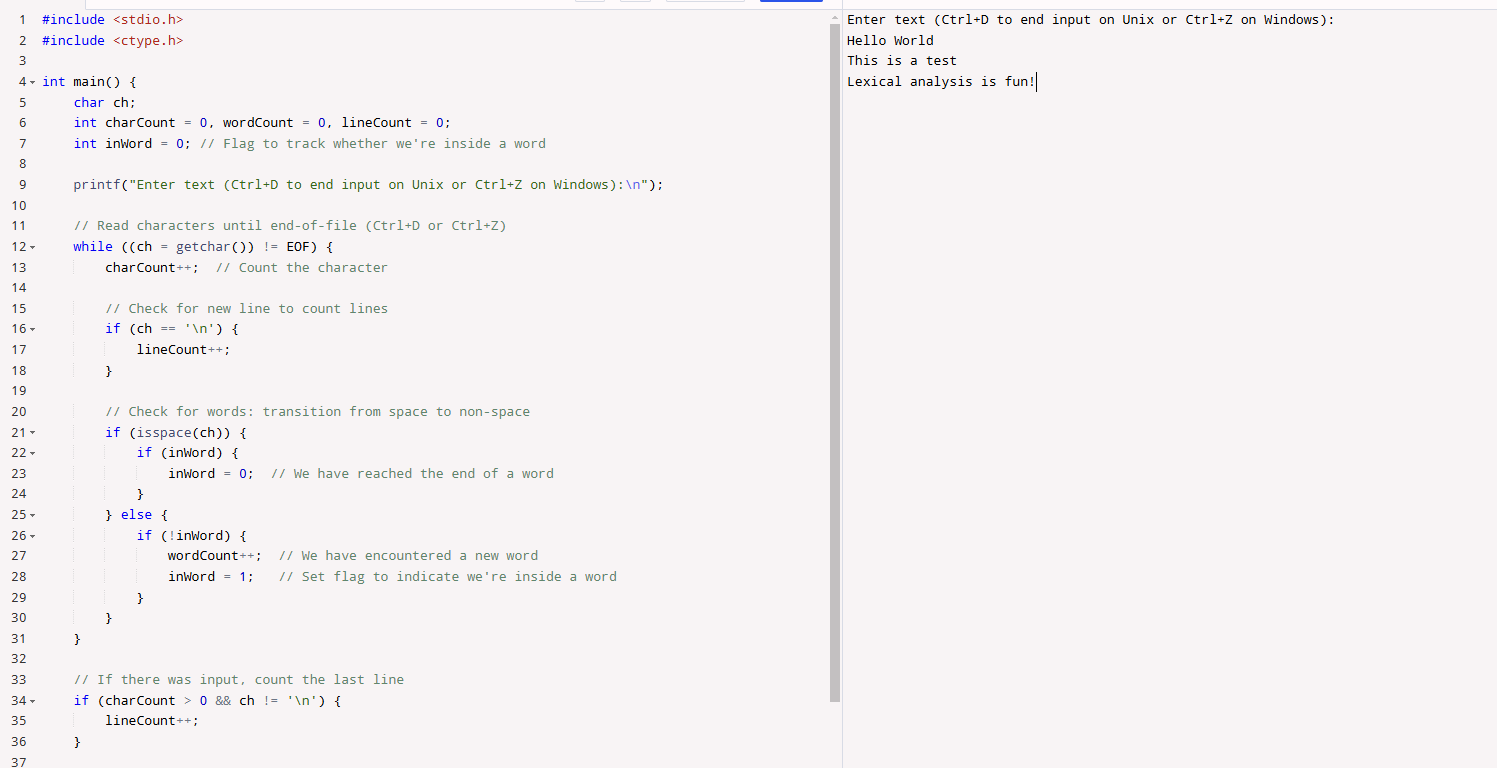 1 #include <stdio.h>
2 #include <ctype.h>
3
4 int main() {
5     char ch;
6     int charCount = 0, wordCount = 0, lineCount = 0;
7     int inWord = 0; // Flag to track whether we're inside a word
8
9     printf("Enter text (Ctrl+D to end input on Unix or Ctrl+Z on Windows):\n");
10
11     // Read characters until end-of-file (Ctrl+D or Ctrl+Z)
12     while ((ch = getchar()) != EOF) {
13         charCount++;  // Count the character
14
15         // Check for new line to count lines
16         if (ch == '\n') {
17             lineCount++;
18         }
19
20         // Check for words: transition from space to non-space
21         if (isspace(ch)) {
22             if (inWord) {
23                 inWord = 0;  // We have reached the end of a word
24             }
25         } else {
26             if (!inWord) {
27                 wordCount++;  // We have encountered a new word
28                 inWord = 1;   // Set flag to indicate we're inside a word
29             }
30         }
31     }
32
33     // If there was input, count the last line
34     if (charCount > 0 && ch != '\n') {
35         lineCount++;
36     }
37
Enter text (Ctrl+D to end input on Unix or Ctrl+Z on Windows):
Hello World
This is a test
Lexical analysis is fun!